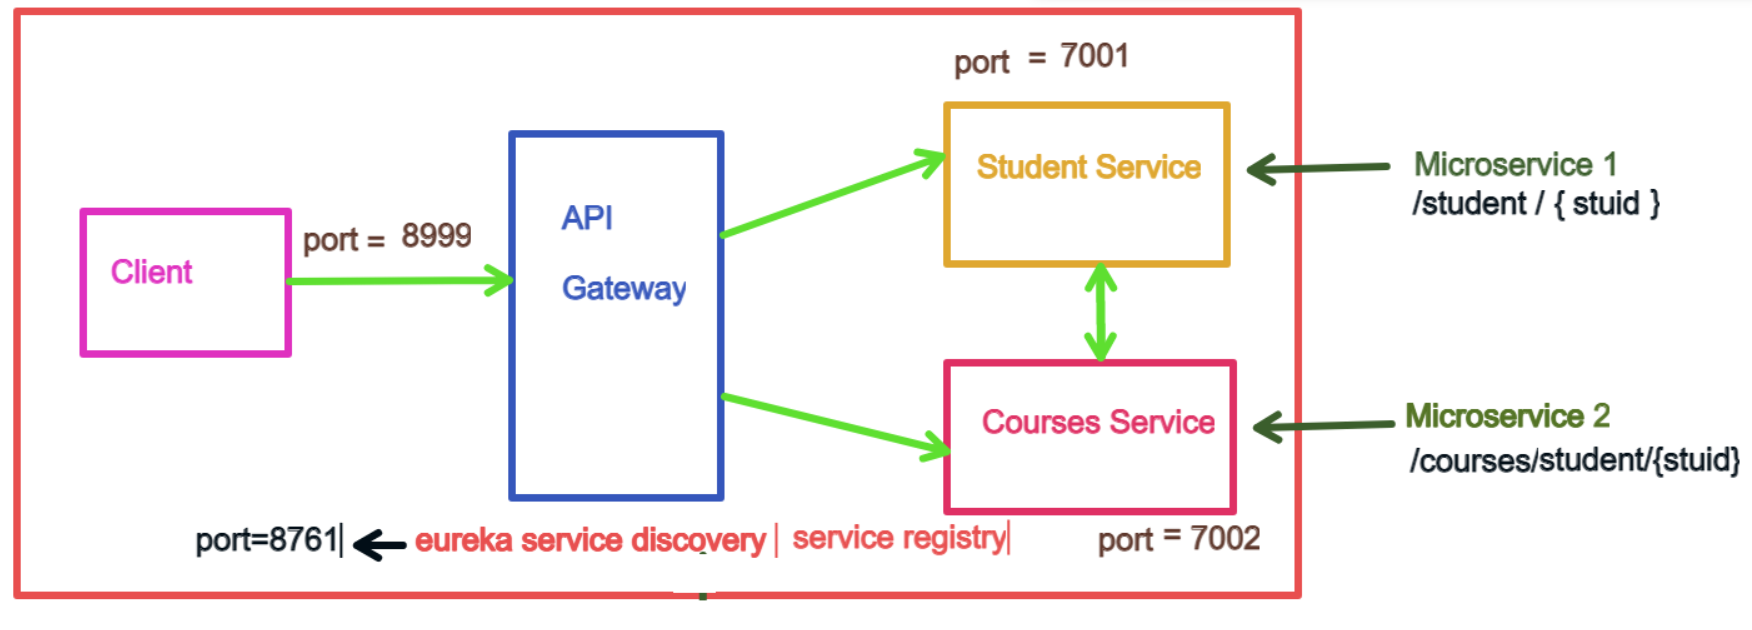 port = 7001
Student Service
Microservice 1
/student / { stuid }
API
Gateway
port = 8999
Client
Courses Service
Microservice 2
/courses/student/{stuid}
port=8761| eureka service discovery| service registry|
port = 7002